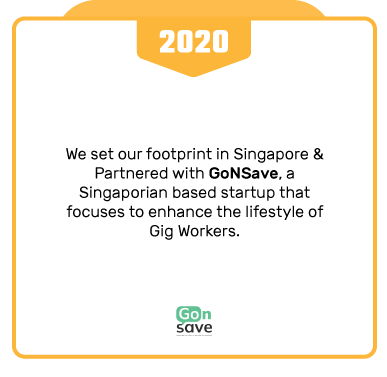 2020
We set our footprint in Singapore &
Partnered with GoNSave, a
Singaporian based startup that
focuses to enhance the lifestyle of
Gig Workers.
Gon
save